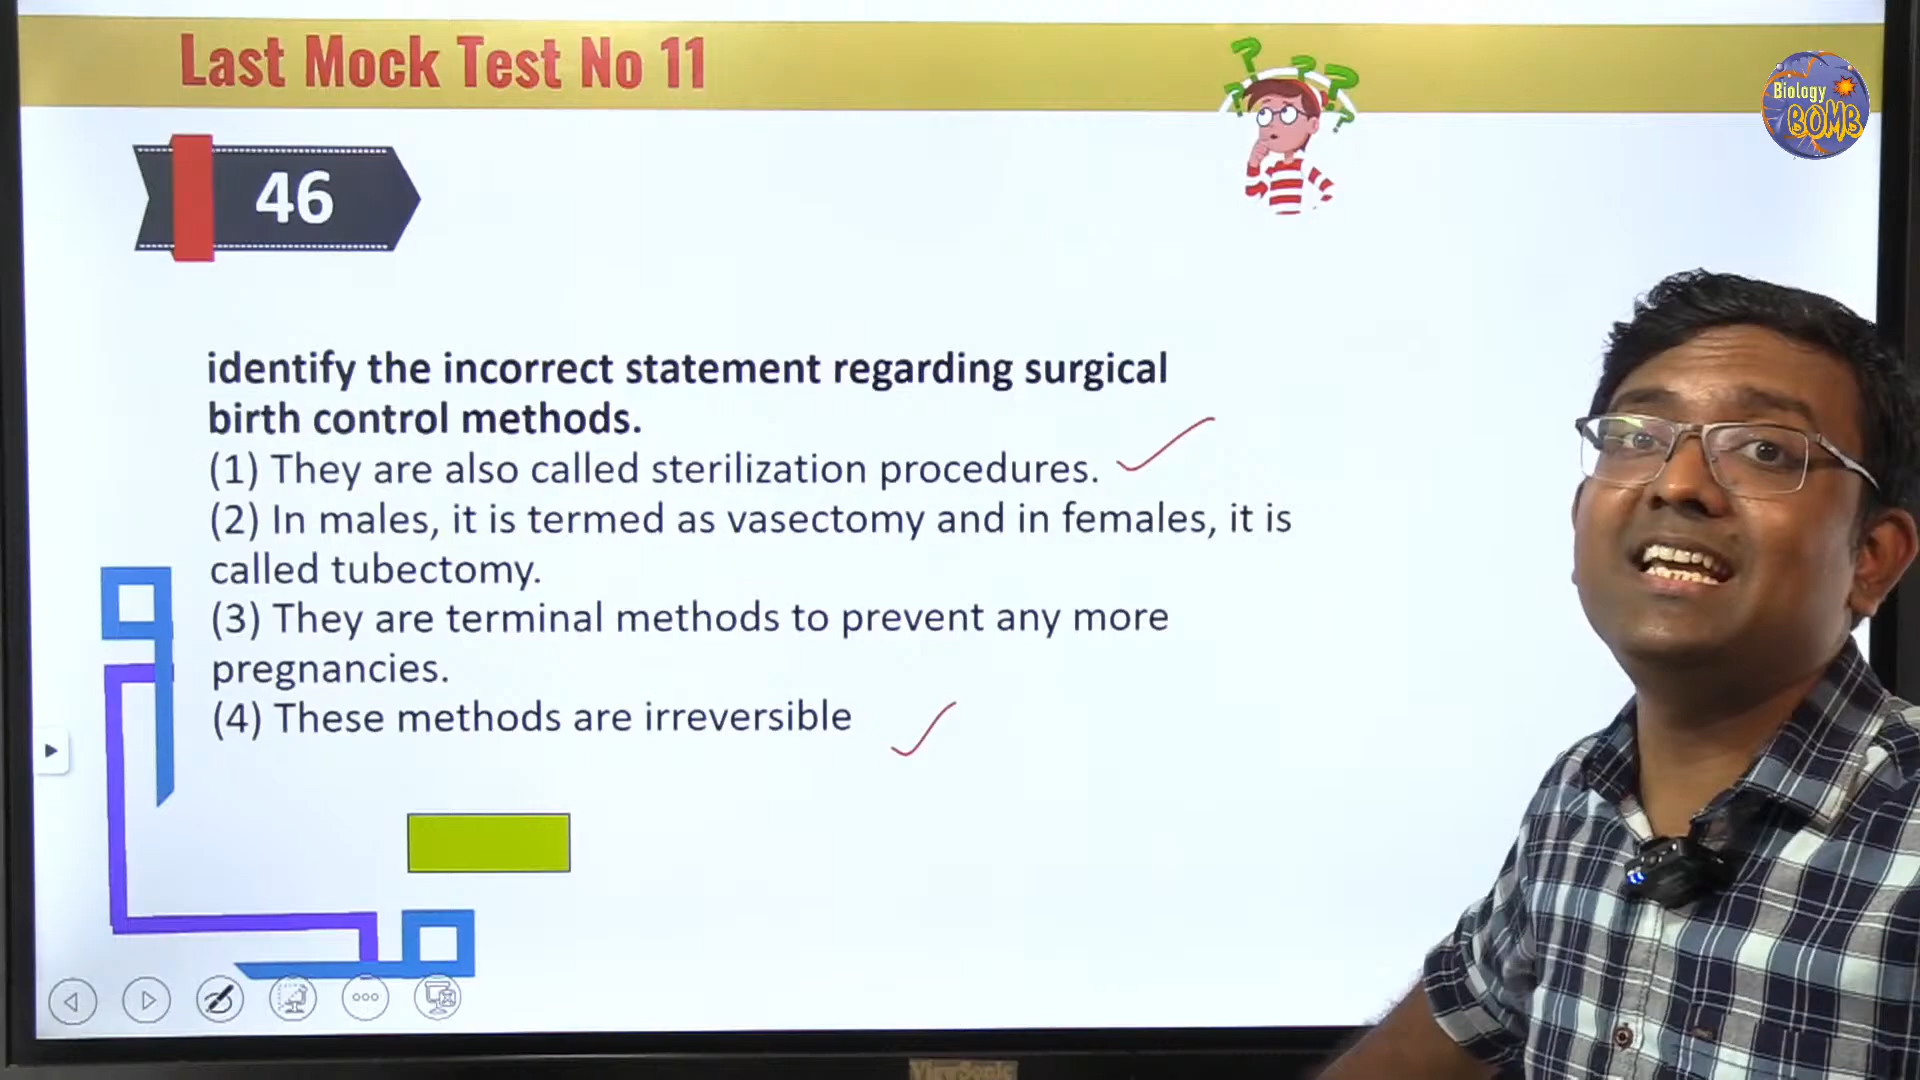 Last Mock Test No 11
Biology
BOMB
46
identify the incorrect statement regarding surgical
birth control methods.
(1) They are also called sterilization procedures.
(2) In males, it is termed as vasectomy and in females, it is
called tubectomy.
(3) They are terminal methods to prevent any more
pregnancies.
(4) These methods are irreversible
ViewSonic